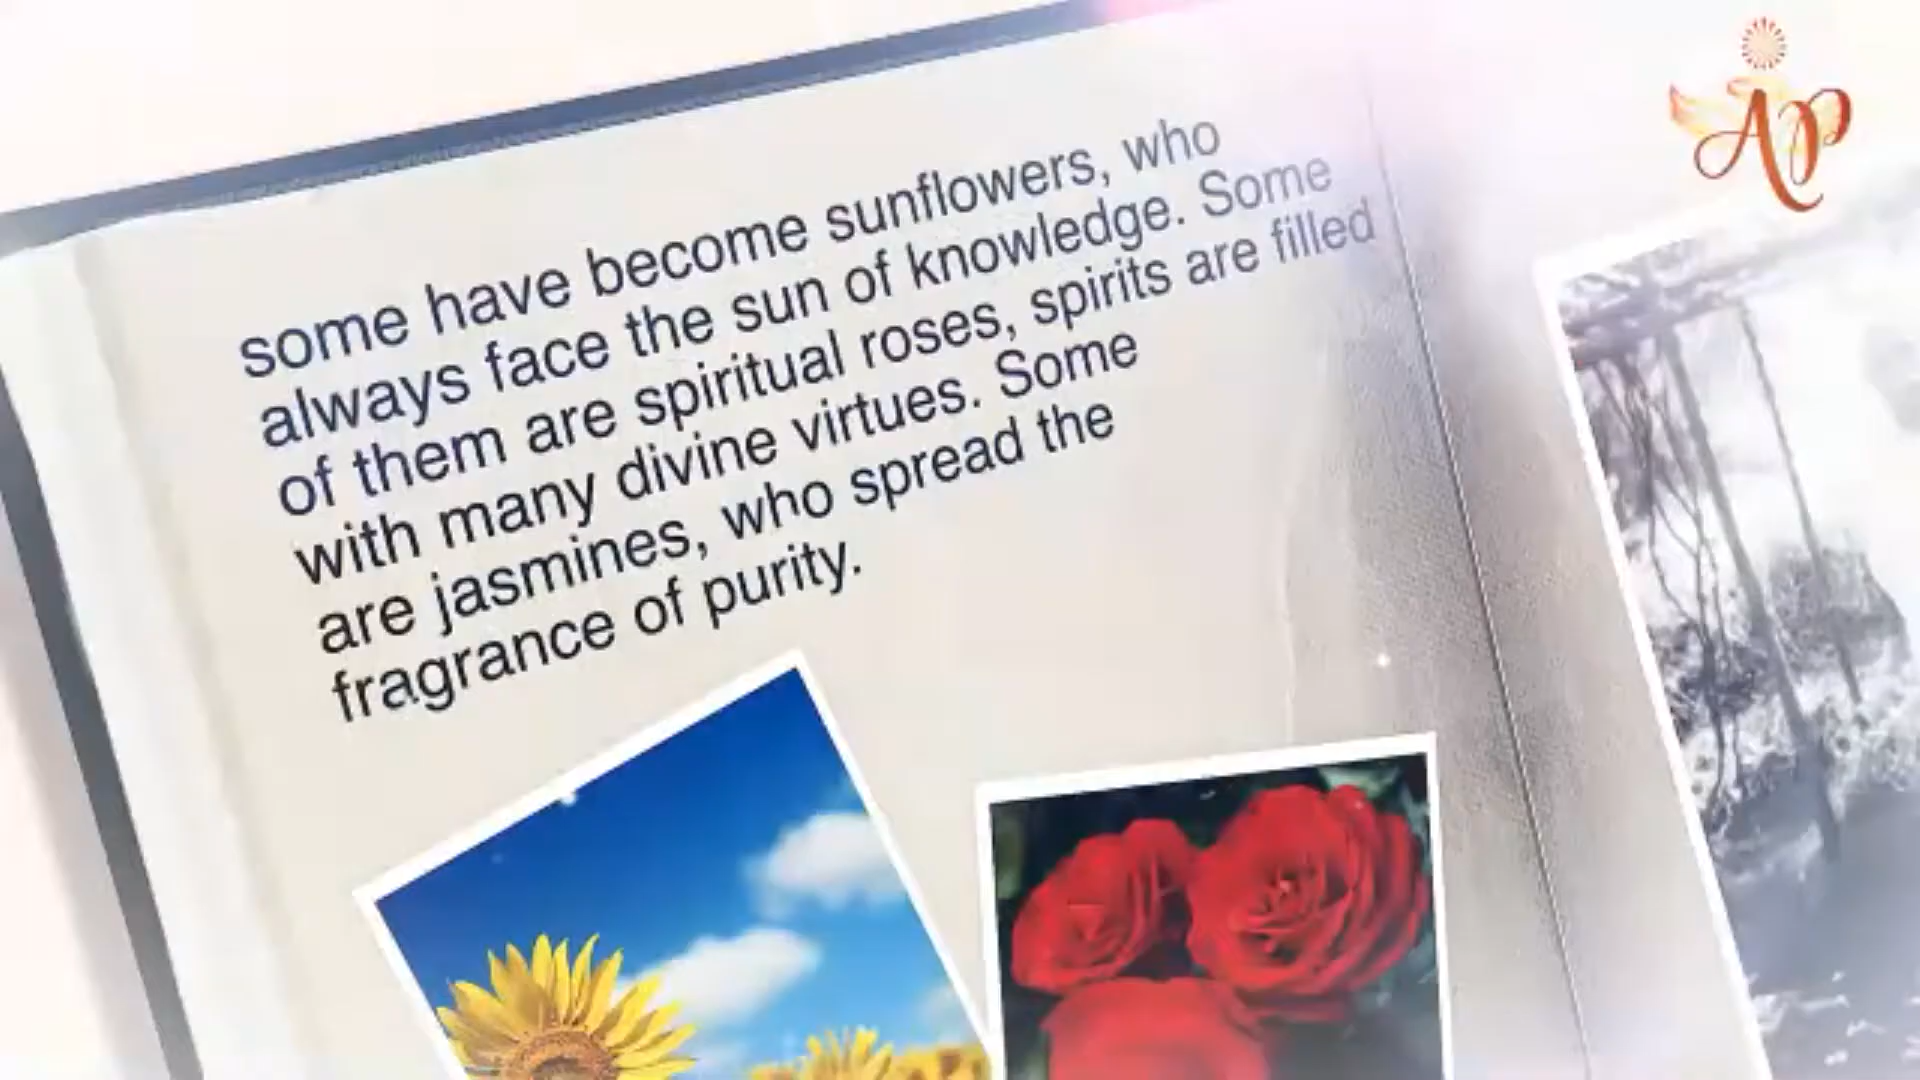 some have become sunflowers, who
always face the sun of knowledge. Some
of them are spiritual roses, spirits are filled
with many divine virtues. Some
are jasmines, who spread the
fragrance of purity.
AP